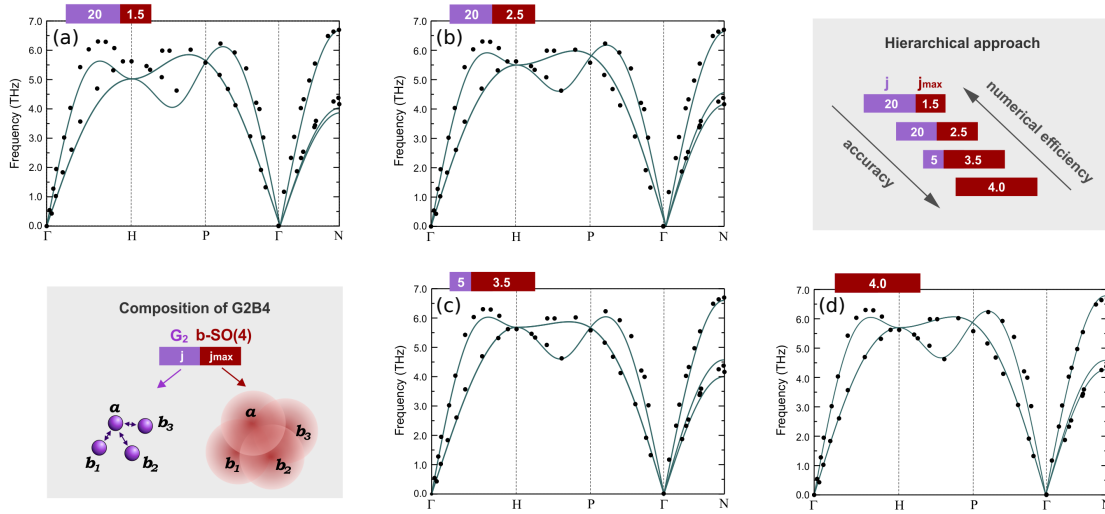 20 1.5
(a)
7.0
6.0
5.0
4.0
3.0
2.0
1.0
0.0
Frequency (THz)
Γ H P Γ N
20 2.5
(b)
7.0
6.0
5.0
4.0
3.0
2.0
1.0
0.0
Frequency (THz)
Γ H P Γ N
Hierarchical approach
j jmax
20 1.5
20 2.5
5 3.5
4.0
accuracy
numerical efficiency
Composition of G2B4
G2 b-SO(4)
j jmax
a
b3
b1 b2
a
b3
b1 b2
5 3.5
(c)
7.0
6.0
5.0
4.0
3.0
2.0
1.0
0.0
Frequency (THz)
Γ H P Γ N
4.0
(d)
7.0
6.0
5.0
4.0
3.0
2.0
1.0
0.0
Frequency (THz)
Γ H P Γ N